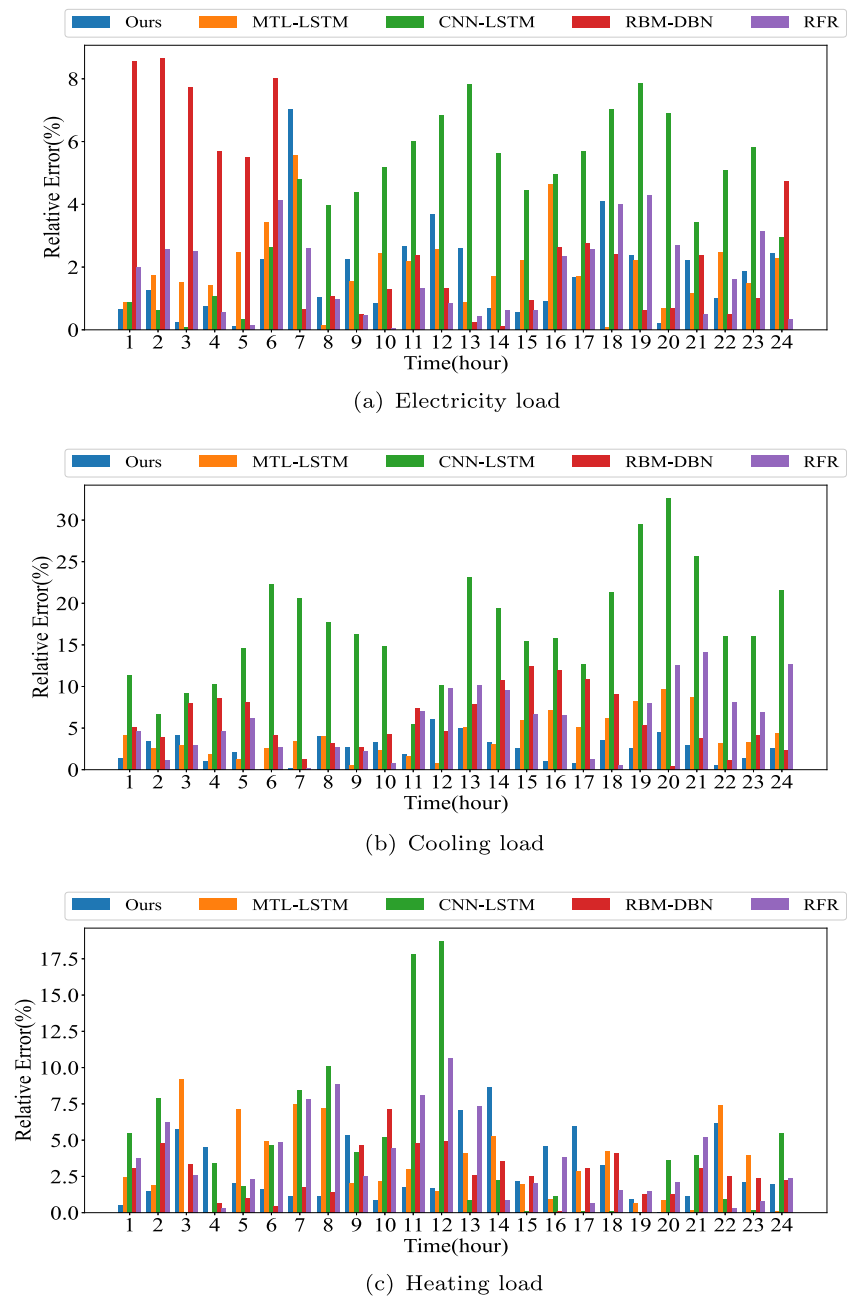 Ours MTL-LSTM CNN-LSTM RBM-DBN RFR
8
6
4
2
0
Relative Error(%)
1 2 3 4 5 6 7 8 9 10 11 12 13 14 15 16 17 18 19 20 21 22 23 24
Time(hour)
(a) Electricity load
Ours MTL-LSTM CNN-LSTM RBM-DBN RFR
30
25
20
15
10
5
0
Relative Error(%)
1 2 3 4 5 6 7 8 9 10 11 12 13 14 15 16 17 18 19 20 21 22 23 24
Time(hour)
(b) Cooling load
Ours MTL-LSTM CNN-LSTM RBM-DBN RFR
17.5
15.0
12.5
10.0
7.5
5.0
2.5
0.0
Relative Error(%)
1 2 3 4 5 6 7 8 9 10 11 12 13 14 15 16 17 18 19 20 21 22 23 24
Time(hour)
(c) Heating load